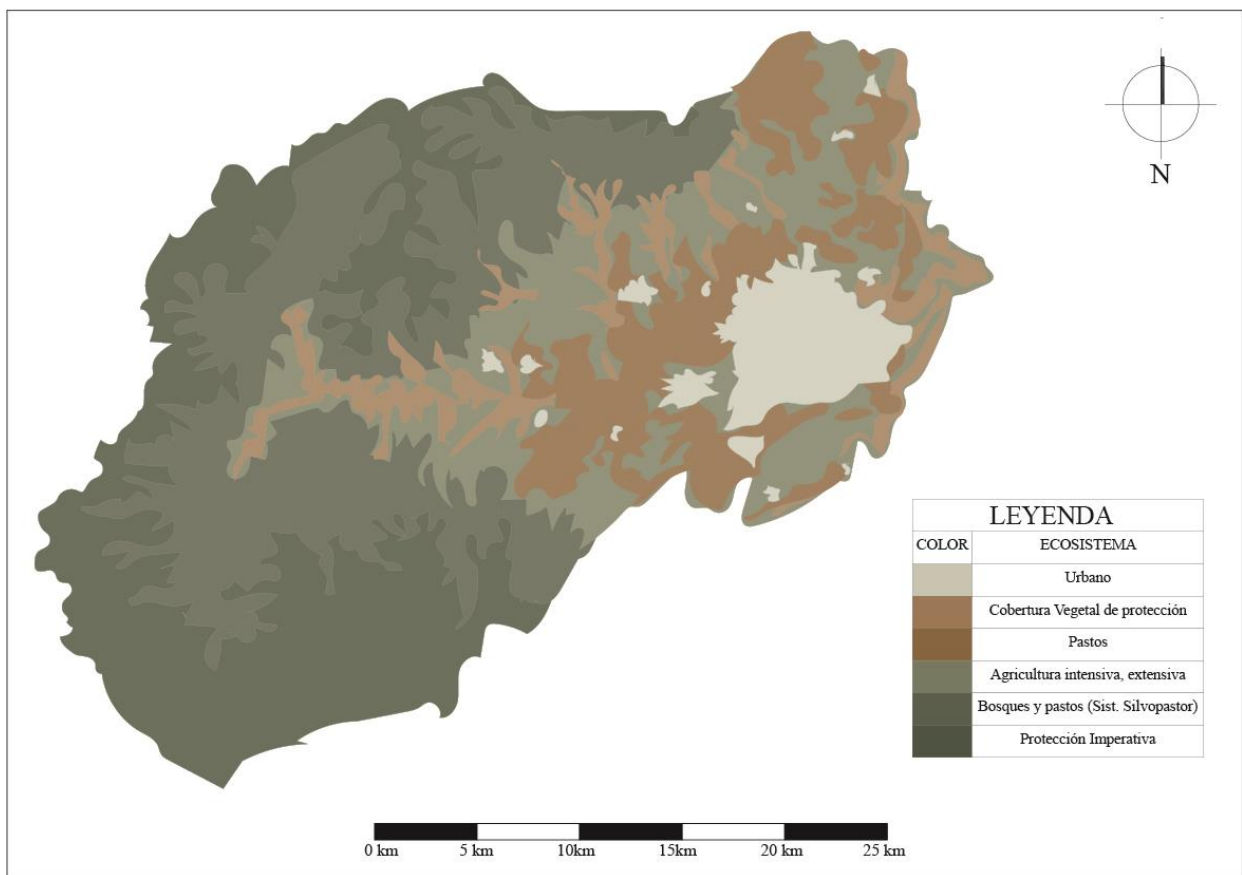 N
LEYENDA
COLOR ECOSISTEMA
Urbano
Cobertura Vegetal de protección
Pastos
Agricultura intensiva, extensiva
Bosques y pastos (Sist. Silvopastor)
Protección Imperativa
0 km 5 km 10km 15km 20 km 25 km